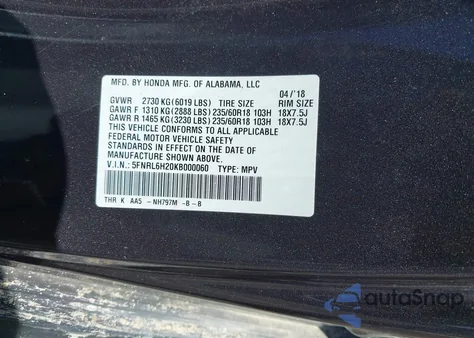 MFD. BY HONDA MFG. OF ALABAMA, LLC 04/'18
GVWR 2730 KG (6019 LBS) TIRE SIZE RIM SIZE
GAWR F 1310 KG (2888 LBS) 235/60R18 103H 18X7.5J
GAWR R 1465 KG (3230 LBS) 235/60R18 103H 18X7.5J
THIS VEHICLE CONFORMS TO ALL APPLICABLE
FEDERAL MOTOR VEHICLE SAFETY
STANDARDS IN EFFECT ON THE DATE OF
MANUFACTURE SHOWN ABOVE.
V.I.N.: 5FNRL6H20KB000060 TYPE: MPV
THR K AA5 - NH797M -B -B
autoSnap